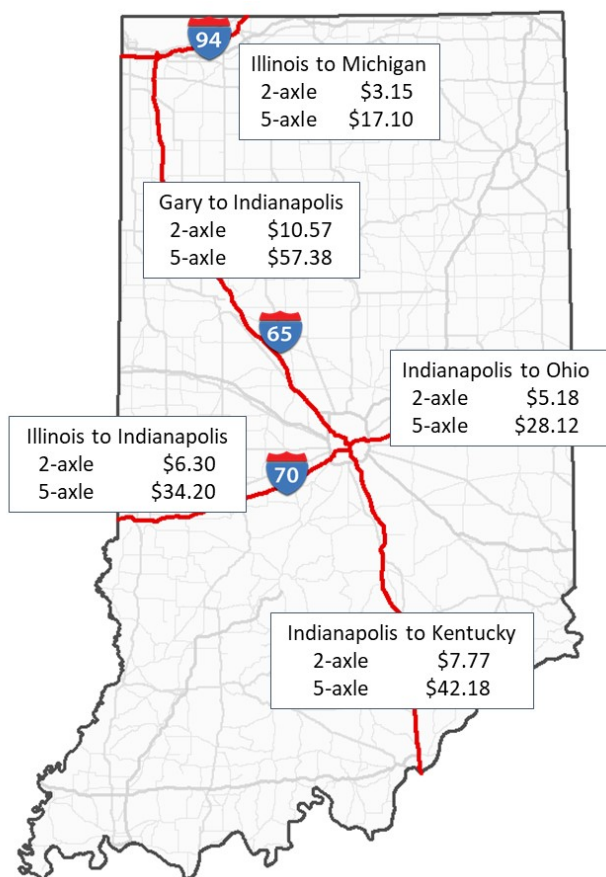 94
Illinois to Michigan
2-axle $3.15
5-axle $17.10
Gary to Indianapolis
2-axle $10.57
5-axle $57.38
65
Indianapolis to Ohio
2-axle $5.18
5-axle $28.12
Illinois to Indianapolis
2-axle $6.30
5-axle $34.20
70
Indianapolis to Kentucky
2-axle $7.77
5-axle $42.18